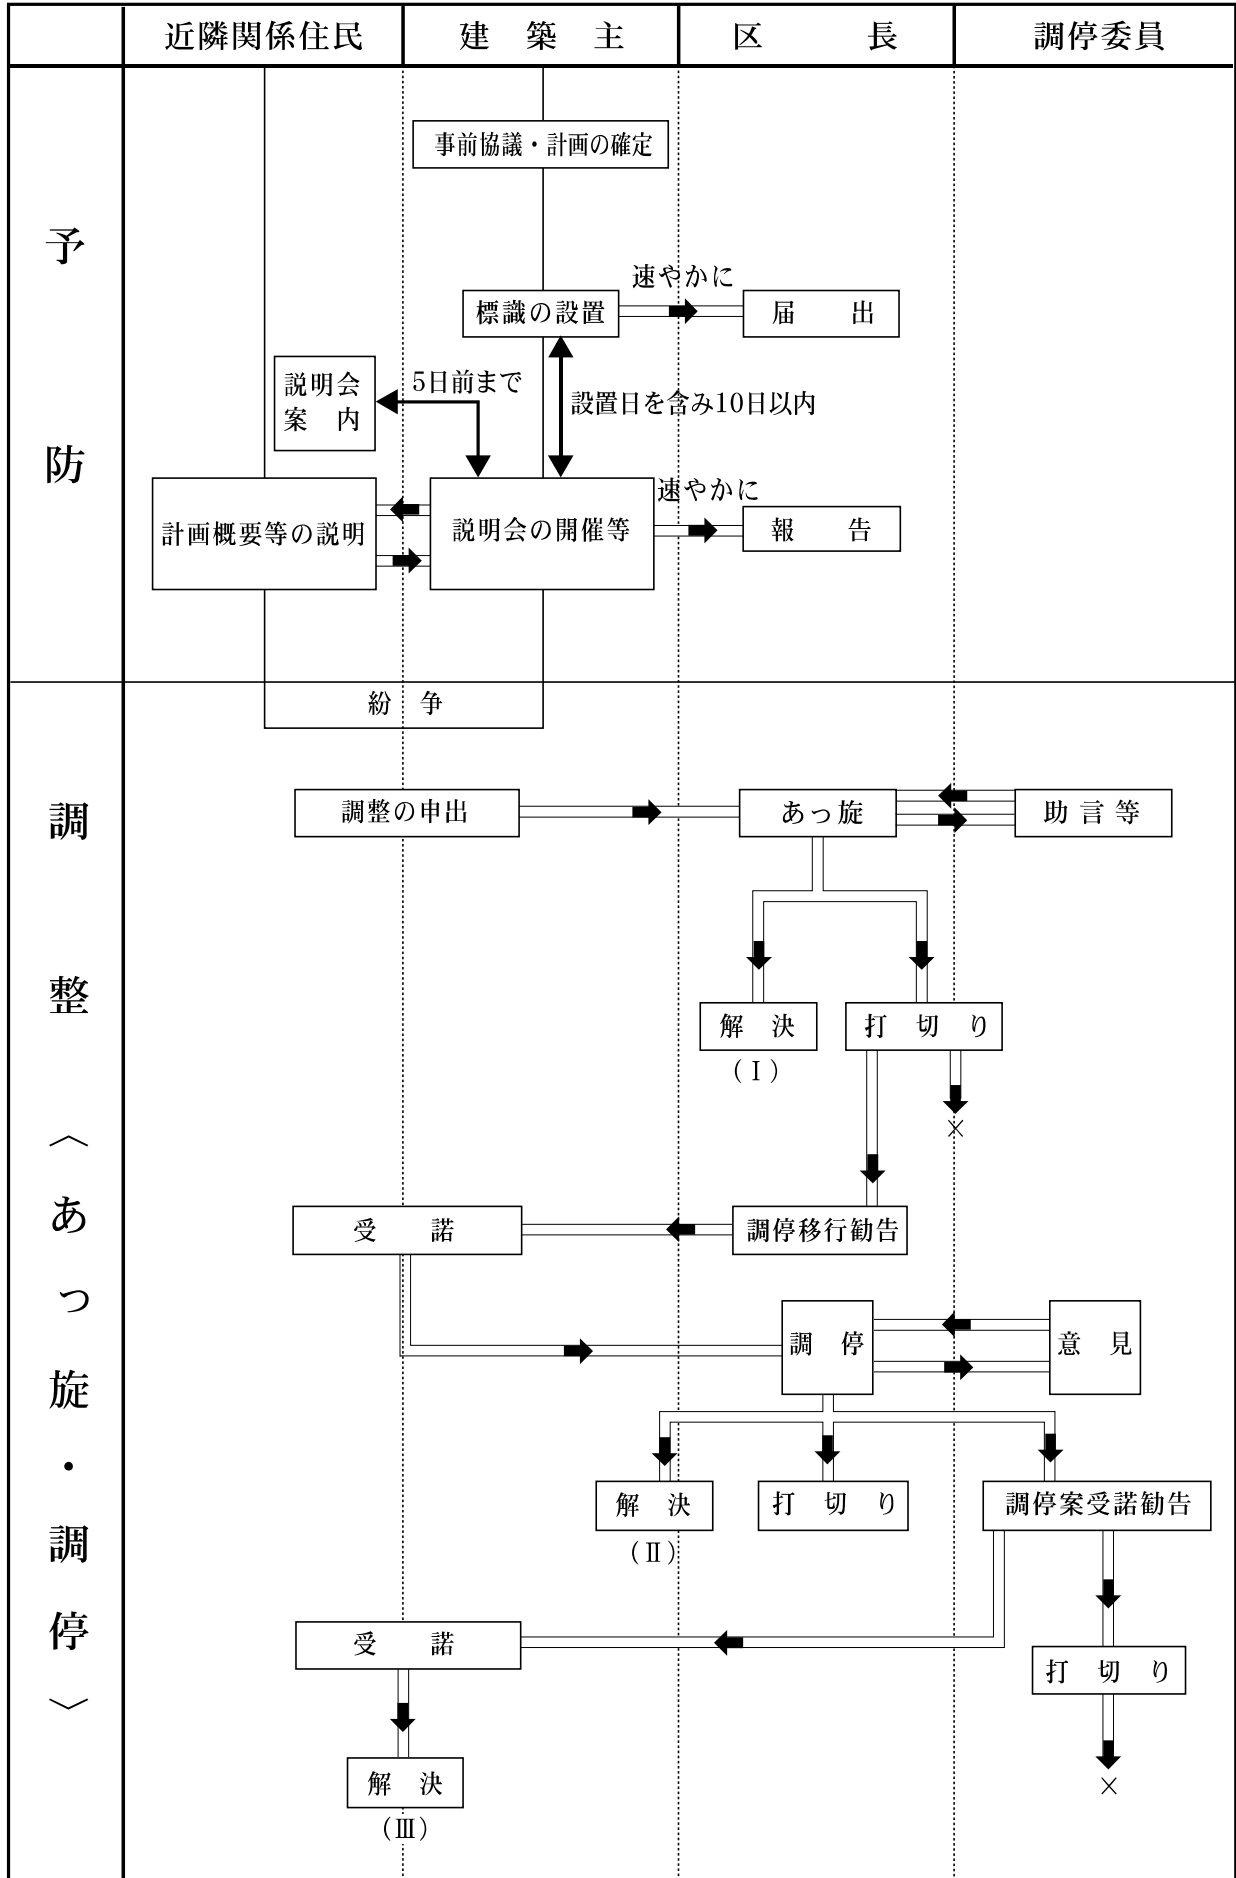 近隣関係住民
建築主
区長
調停委員
予防
事前協議・計画の確定
速やかに
標識の設置
届出
説明会
案内
5日前まで
設置日を含み10日以内
速やかに
計画概要等の説明
説明会の開催等
報告
紛争
調整〈あっ旋・調停〉
調整の申出
あっ旋
助言等
解決
打切り
(Ⅰ)
×
受諾
調停移行勧告
調停
意見
解決
打切り
調停案受諾勧告
(Ⅱ)
受諾
打切り
解決
×
(Ⅲ)